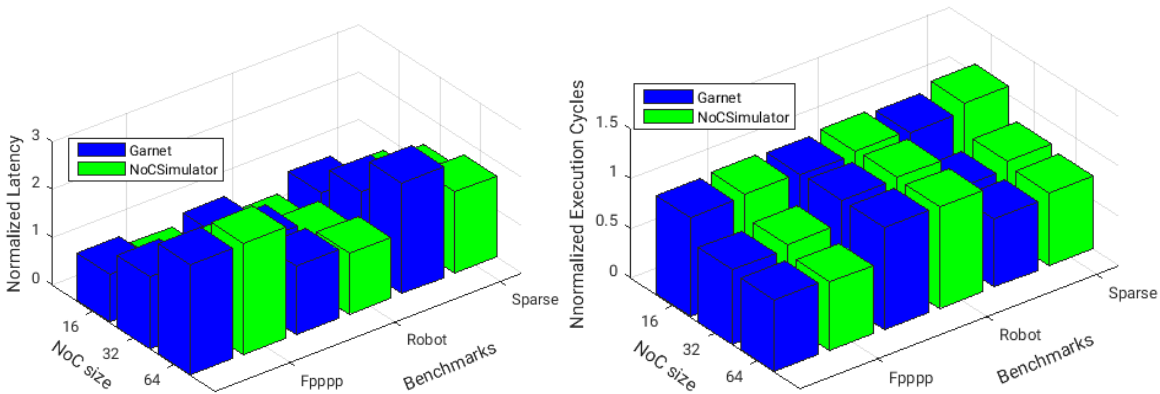 Normalized Latency
3
2
1
0
Garnet
NoCSimulator
16
32
64
NoC size
Fpppp
Robot
Sparse
Benchmarks
Nnormalized Execution Cycles
1.5
1
0.5
0
Garnet
NoCSimulator
16
32
64
NoC size
Fpppp
Robot
Sparse
Benchmarks